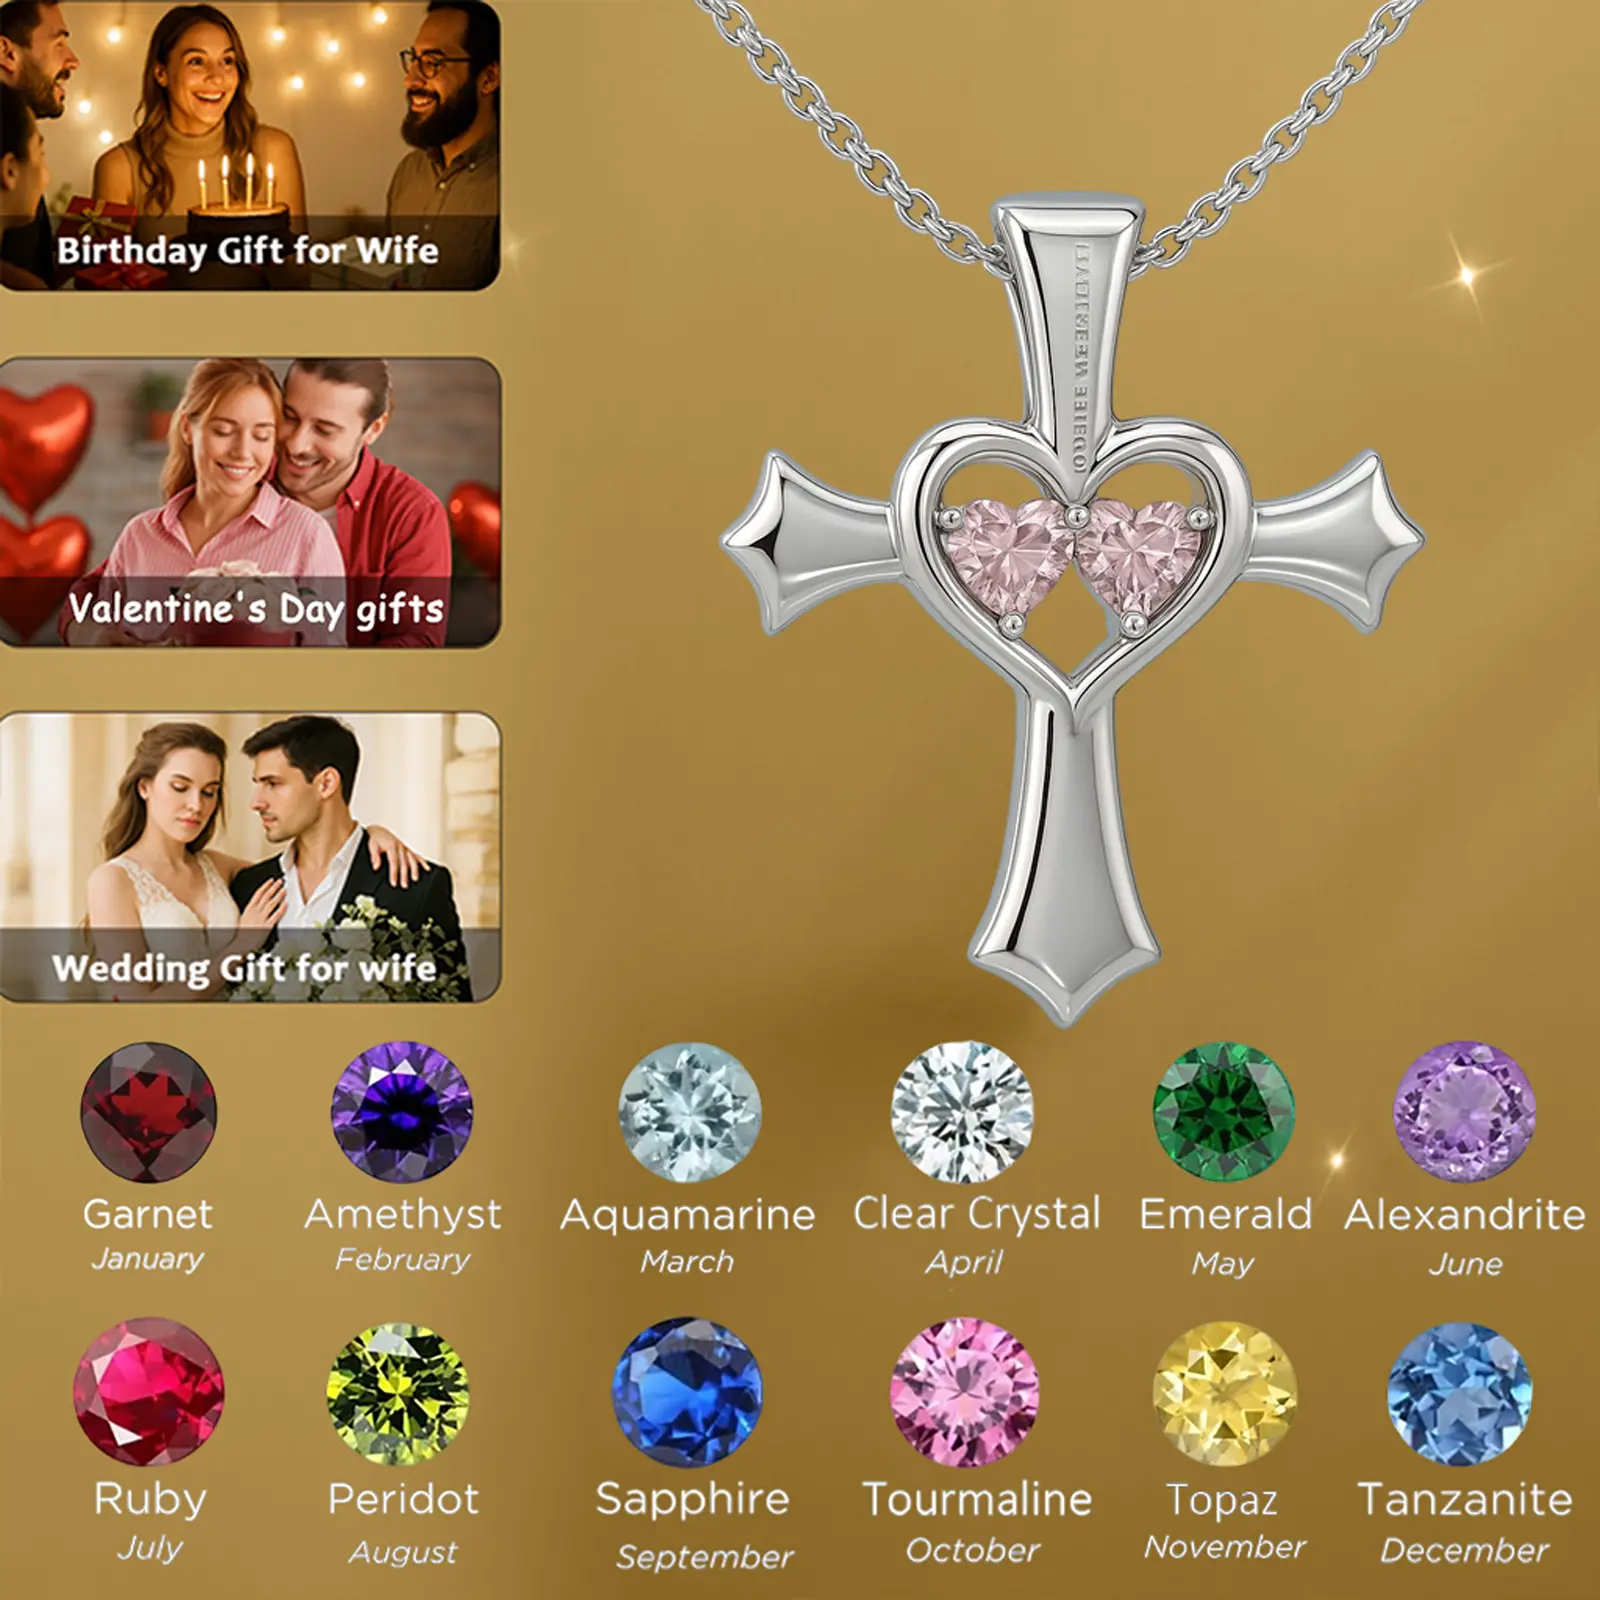 Birthday Gift for Wife
Valentine's Day gifts
Wedding Gift for wife
Garnet
January
Amethyst
February
Aquamarine
March
Clear Crystal
April
Emerald
May
Alexandrite
June
Ruby
July
Peridot
August
Sapphire
September
Tourmaline
October
Topaz
November
Tanzanite
December